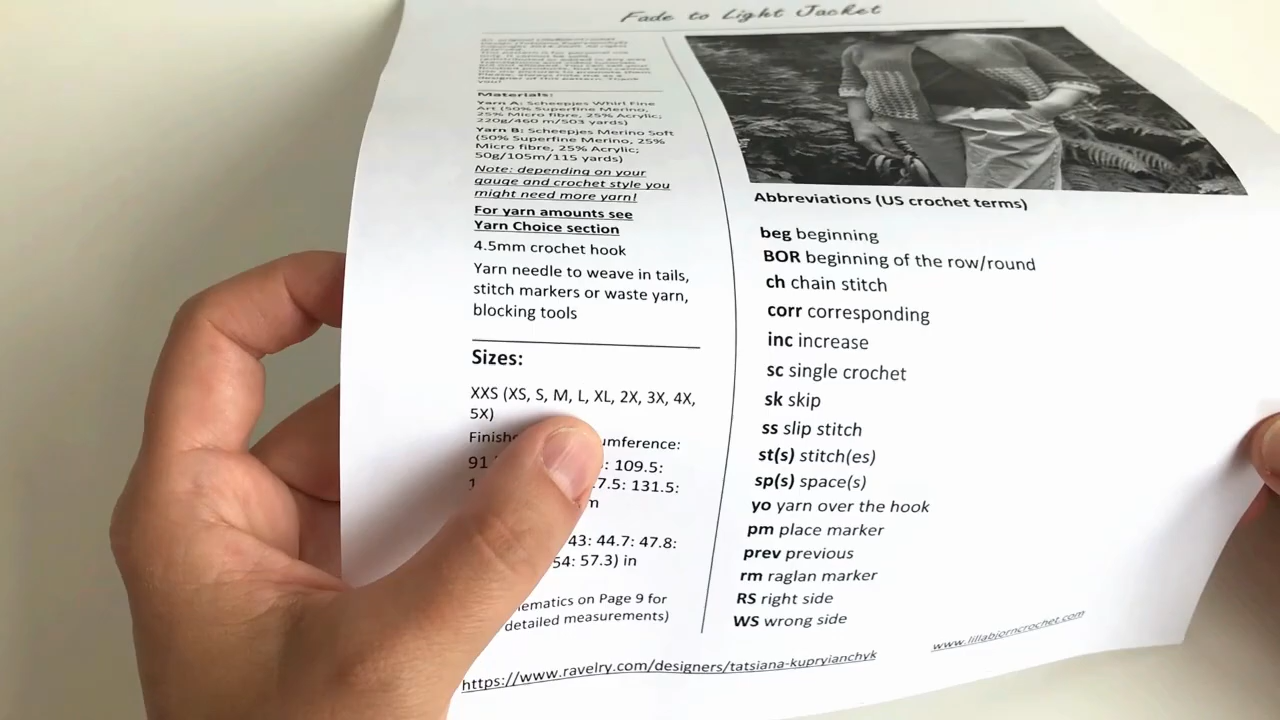 Fade to Light Jacket
Materials:
Yarn A: Scheepjes Whirl Fine
Art (50% Superfine Merino,
25% Micro fibre, 25% Acrylic;
220g/460 m/503 yards)
Yarn B: Scheepjes Merino Soft
(50% Superfine Merino, 25%
Micro fibre, 25% Acrylic;
50g/105m/115 yards)
Note: depending on your
gauge and crochet style you
might need more yarn!
For yarn amounts see
Yarn Choice section
4.5mm crochet hook
Yarn needle to weave in tails,
stitch markers or waste yarn,
blocking tools
Sizes:
XXS (XS, S, M, L, XL, 2X, 3X, 4X,
5X)
Finish umference:
91 : 109.5:
7.5: 131.5:
m
43: 44.7: 47.8:
54: 57.3) in
ematics on Page 9 for
detailed measurements)
Abbreviations (US crochet terms)
beg beginning
BOR beginning of the row/round
ch chain stitch
corr corresponding
inc increase
sc single crochet
sk skip
ss slip stitch
st(s) stitch(es)
sp(s) space(s)
yo yarn over the hook
pm place marker
prev previous
rm raglan marker
RS right side
WS wrong side
https://www.ravelry.com/designers/tatsiana-kupryianchyk
www.lillabjorncrochet.com